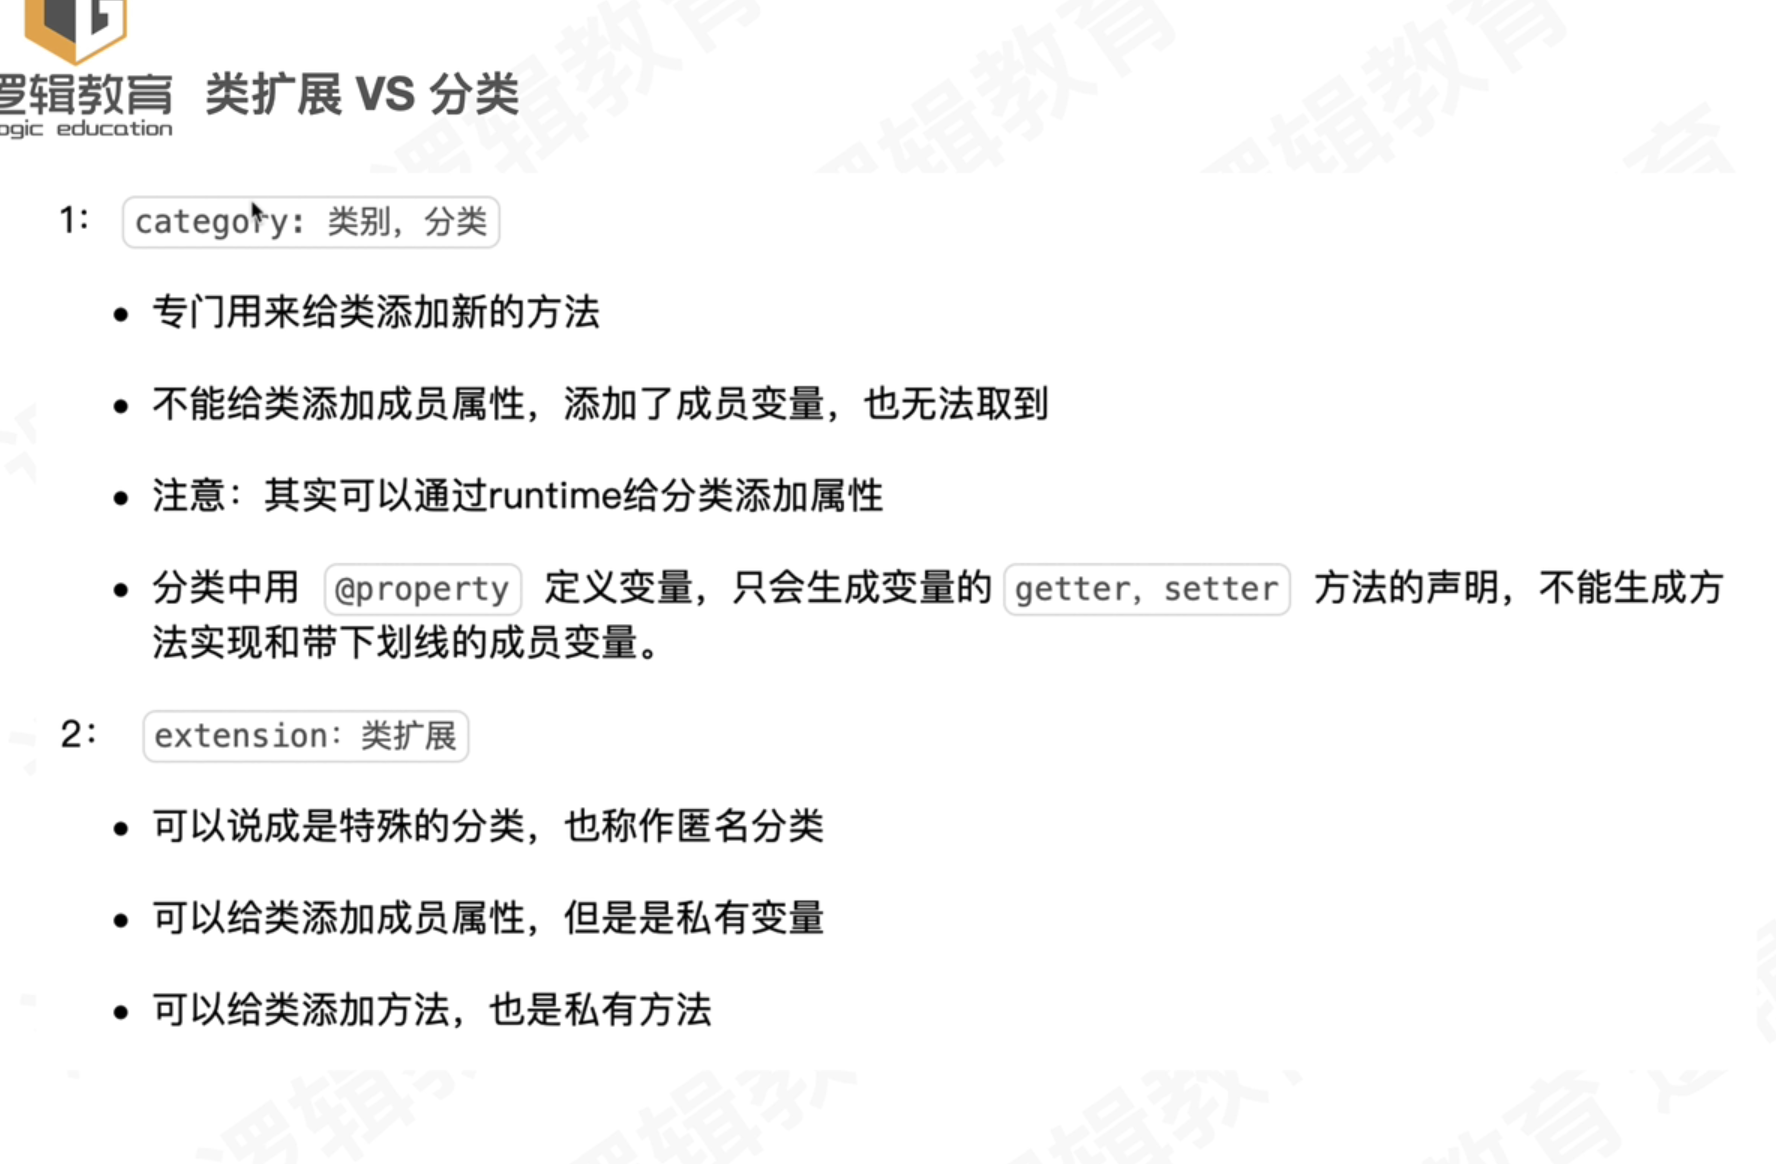 逻辑教育
ogic education
类扩展 VS 分类
1: category: 类别，分类
• 专门用来给类添加新的方法
• 不能给类添加成员属性，添加了成员变量，也无法取到
• 注意：其实可以通过runtime给分类添加属性
• 分类中用 @property 定义变量，只会生成变量的 getter，setter 方法的声明，不能生成方
法实现和带下划线的成员变量。
2: extension：类扩展
• 可以说成是特殊的分类，也称作匿名分类
• 可以给类添加成员属性，但是是私有变量
• 可以给类添加方法，也是私有方法